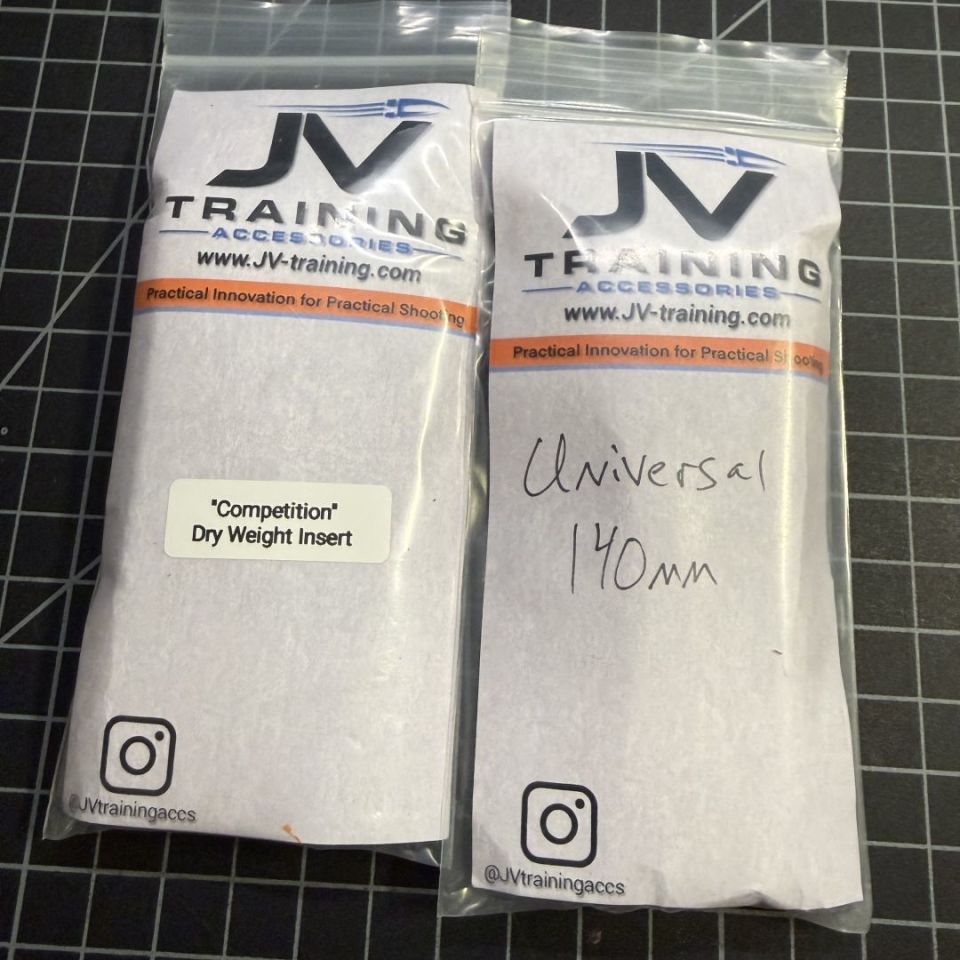 JV
TRAINING
ACCESSORIES
www.JV-training.com
Practical Innovation for Practical Shooting
"Competition"
Dry Weight Insert
@JVtrainingaccs
JV
TRAINING
ACCESSORIES
www.JV-training.com
Practical Innovation for Practical Shooting
Universal
140mm
@JVtrainingaccs